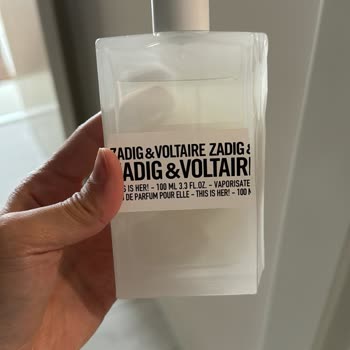 ZADIG&VOLTAIRE ZADIG &
ZADIG &VOLTAIRE
IS HER! – 100 ML 3.3 FL.OZ. – VAPORISATE
DE PARFUM POUR ELLE – THIS IS HER! – 100 M